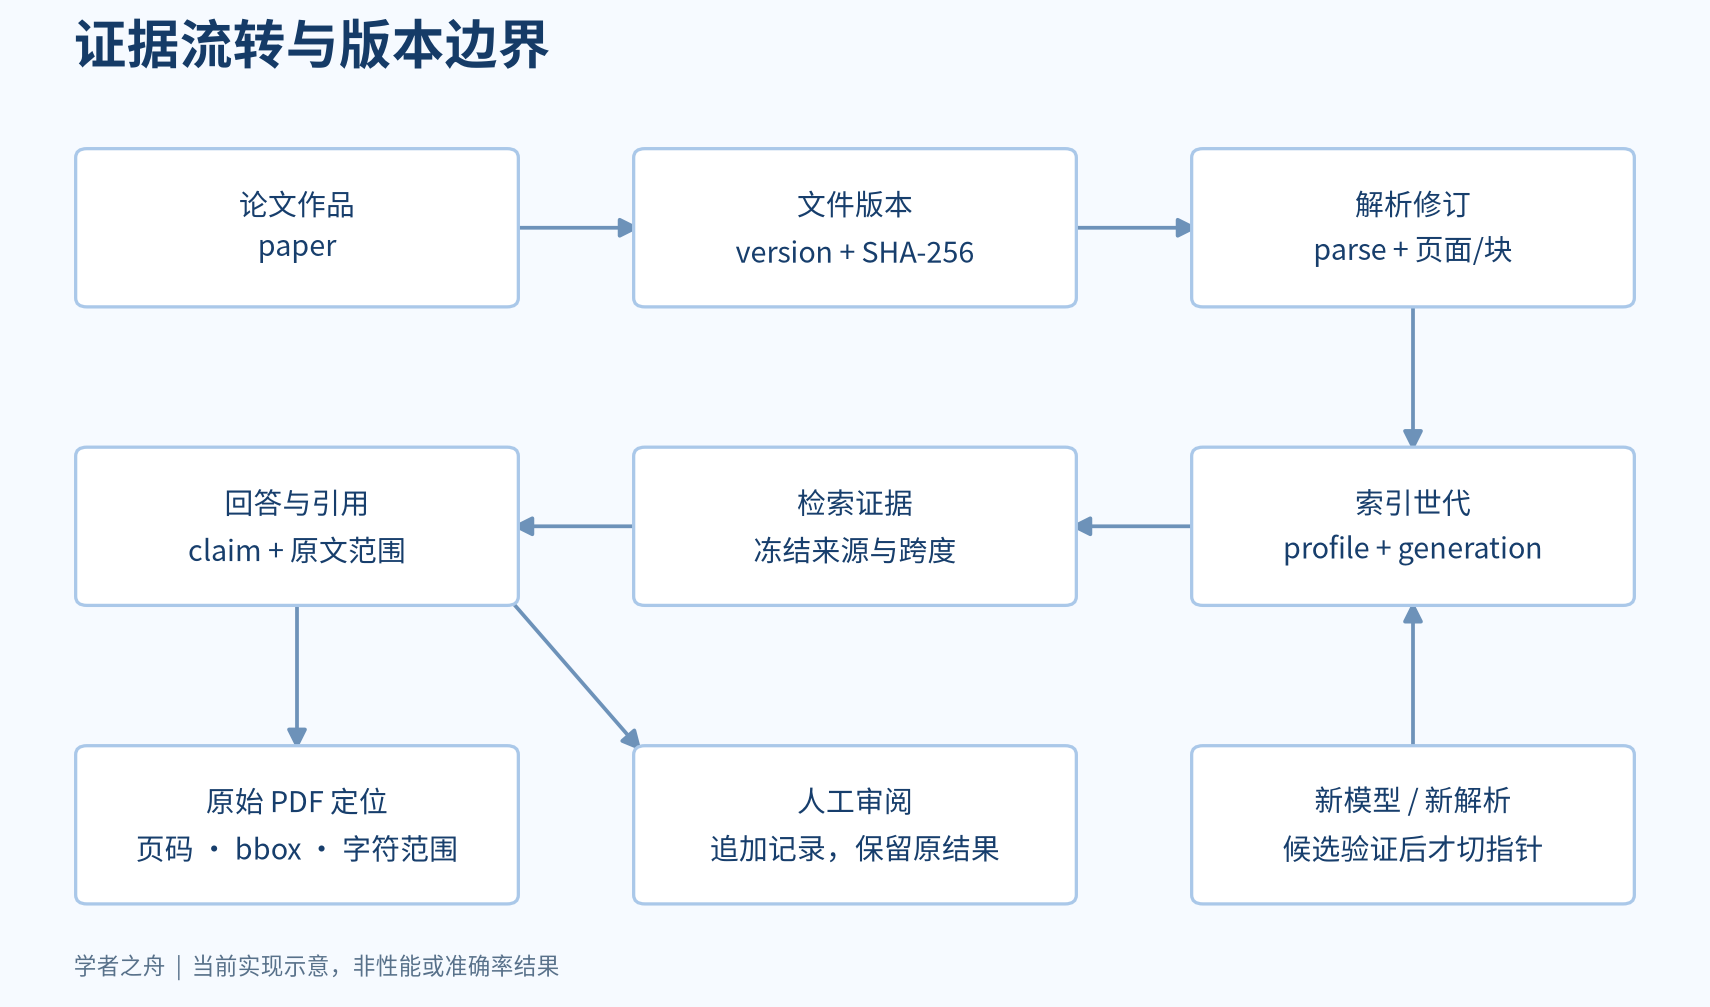 证据流转与版本边界
论文作品
paper
文件版本
version + SHA-256
解析修订
parse + 页面/块
回答与引用
claim + 原文范围
检索证据
冻结来源与跨度
索引世代
profile + generation
原始 PDF 定位
页码 · bbox · 字符范围
人工审阅
追加记录，保留原结果
新模型 / 新解析
候选验证后才切指针
学者之舟｜当前实现示意，非性能或准确率结果